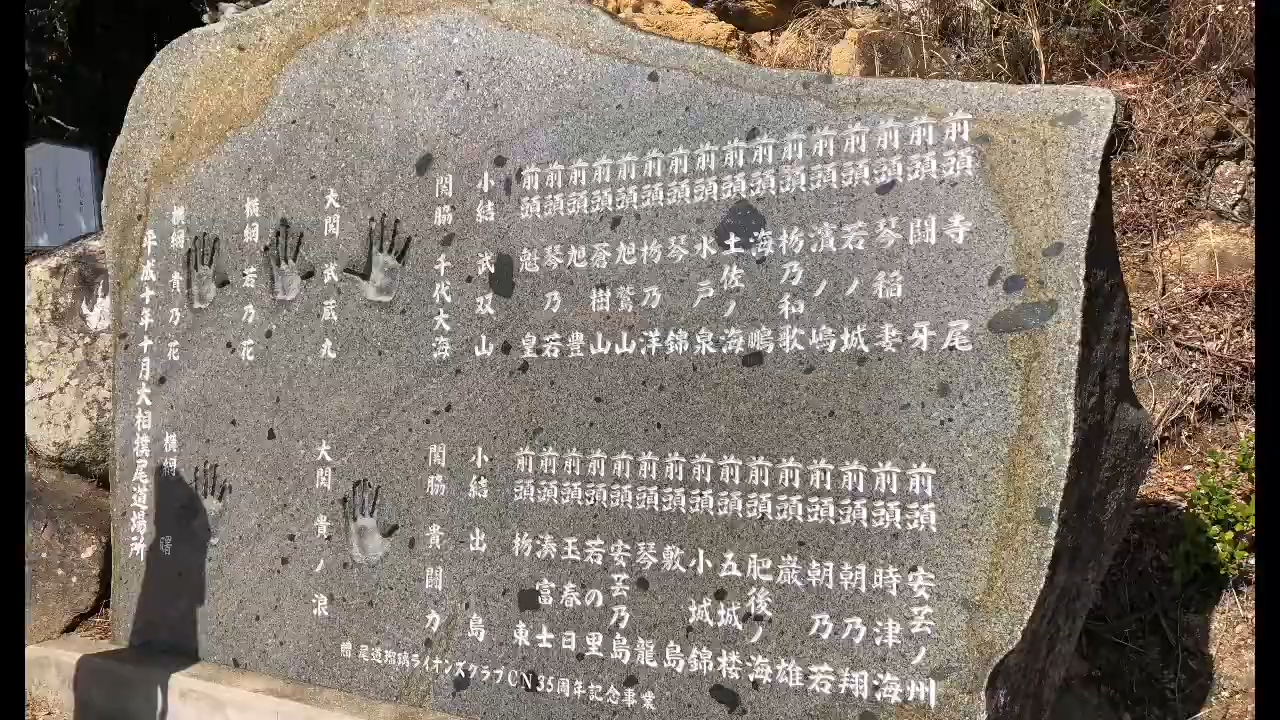 前頭 寺尾
前頭 闘牙
前頭 琴稲妻
前頭 若ノ城
前頭 濱ノ嶋
前頭 栃乃和歌
前頭 海鵬
前頭 土佐ノ海
前頭 水戸泉
前頭 琴錦
前頭 栃乃洋
前頭 旭鷲山
前頭 蒼樹山
前頭 旭豊
前頭 琴乃若
前頭 魁皇
小結 武双山
関脇 千代大海
大関 武蔵丸
横綱 若乃花
横綱 貴乃花
前頭 安芸ノ州
前頭 時津海
前頭 朝乃翔
前頭 朝乃若
前頭 巌雄
前頭 肥後ノ海
前頭 五城楼
前頭 小城錦
前頭 敷島
前頭 琴龍
前頭 安芸乃島
前頭 若の里
前頭 玉春日
前頭 湊富士
前頭 栃東
小結 出島
関脇 貴闘力
大関 貴ノ浪
横綱 曙
平成十年十月大相撲尾道場所
贈 尾道瑠璃ライオンズクラブCN35周年記念事業